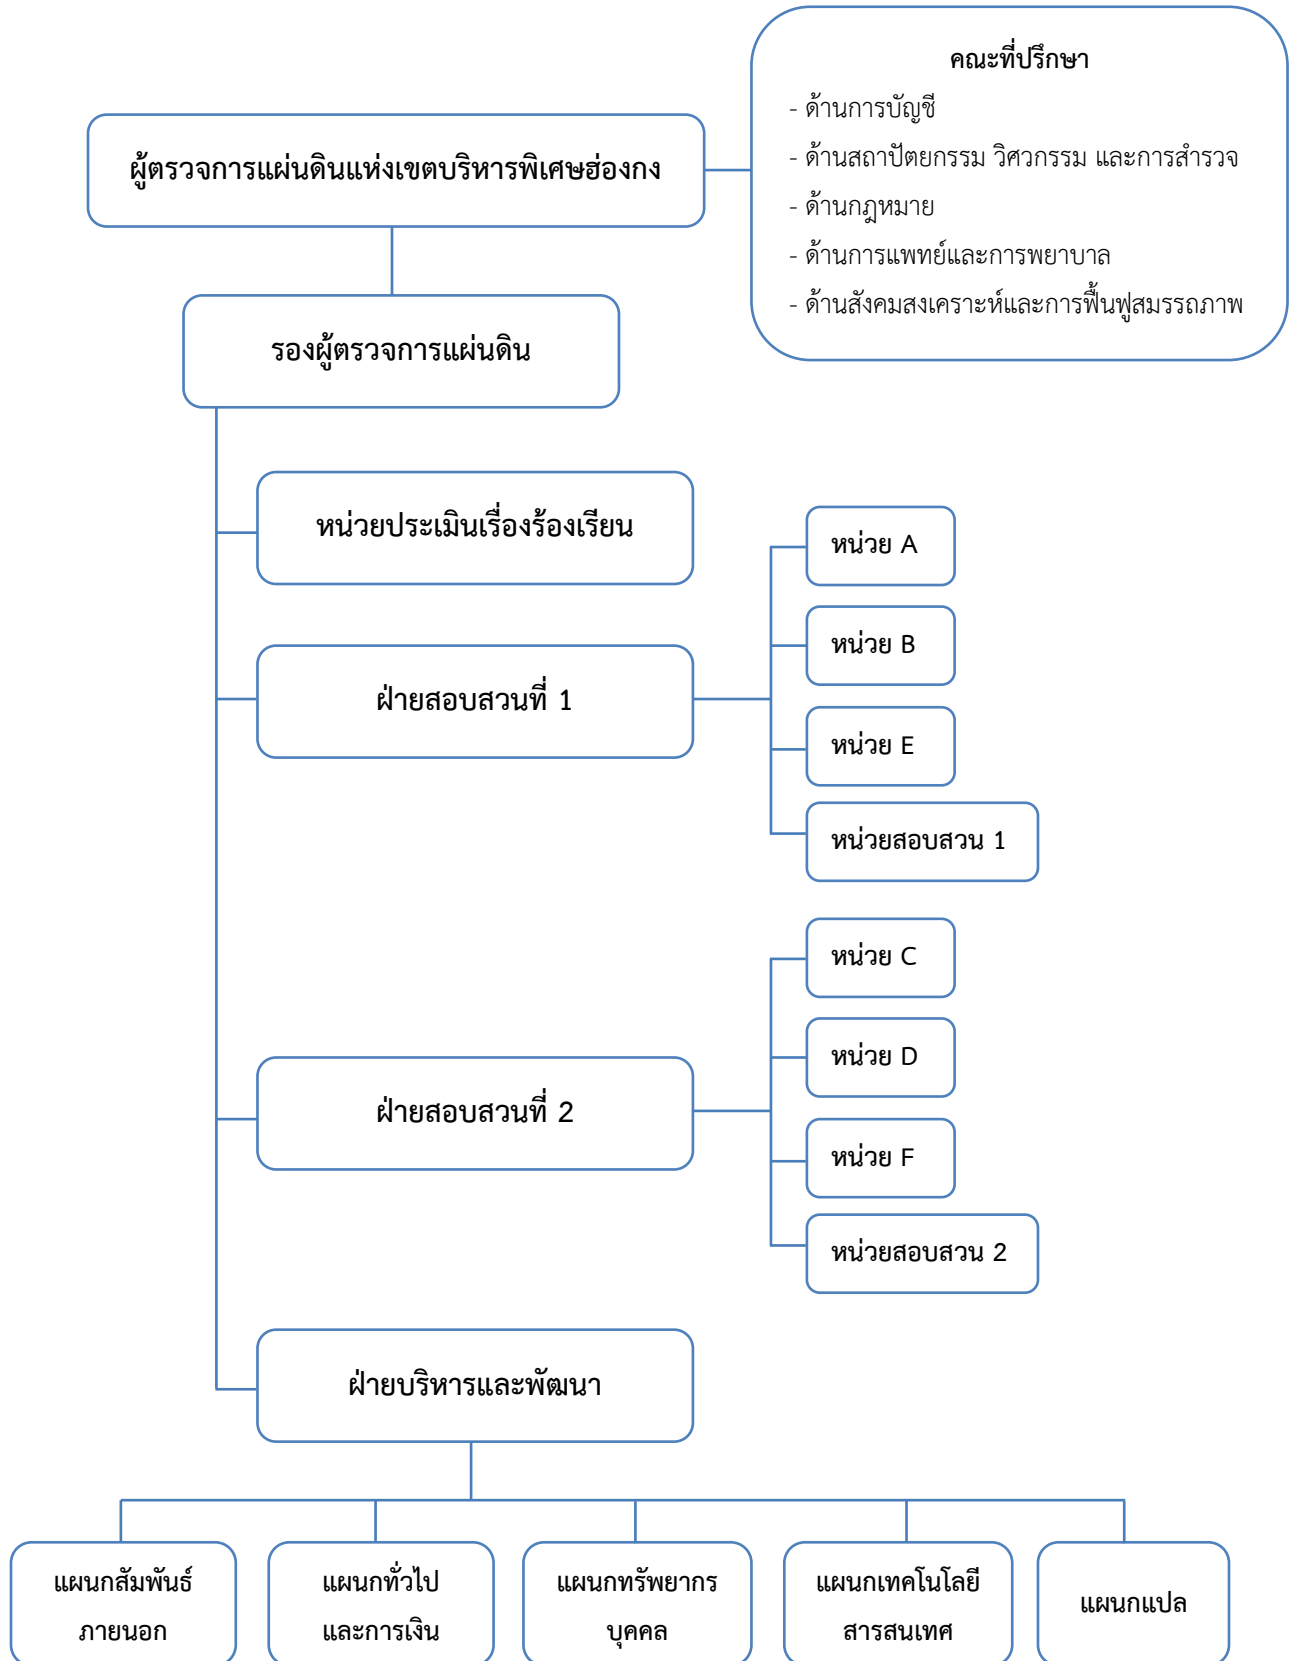 คณะที่ปรึกษา
- ด้านการบัญชี
- ด้านสถาปัตยกรรม วิศวกรรม และการสำรวจ
- ด้านกฎหมาย
- ด้านการแพทย์และการพยาบาล
- ด้านสังคมสงเคราะห์และการฟื้นฟูสมรรถภาพ
ผู้ตรวจการแผ่นดินแห่งเขตบริหารพิเศษฮ่องกง
รองผู้ตรวจการแผ่นดิน
หน่วยประเมินเรื่องร้องเรียน
ฝ่ายสอบสวนที่ 1
หน่วย A
หน่วย B
หน่วย E
หน่วยสอบสวน 1
ฝ่ายสอบสวนที่ 2
หน่วย C
หน่วย D
หน่วย F
หน่วยสอบสวน 2
ฝ่ายบริหารและพัฒนา
แผนกสัมพันธ์
ภายนอก
แผนกทั่วไป
และการเงิน
แผนกทรัพยากร
บุคคล
แผนกเทคโนโลยี
สารสนเทศ
แผนกแปล